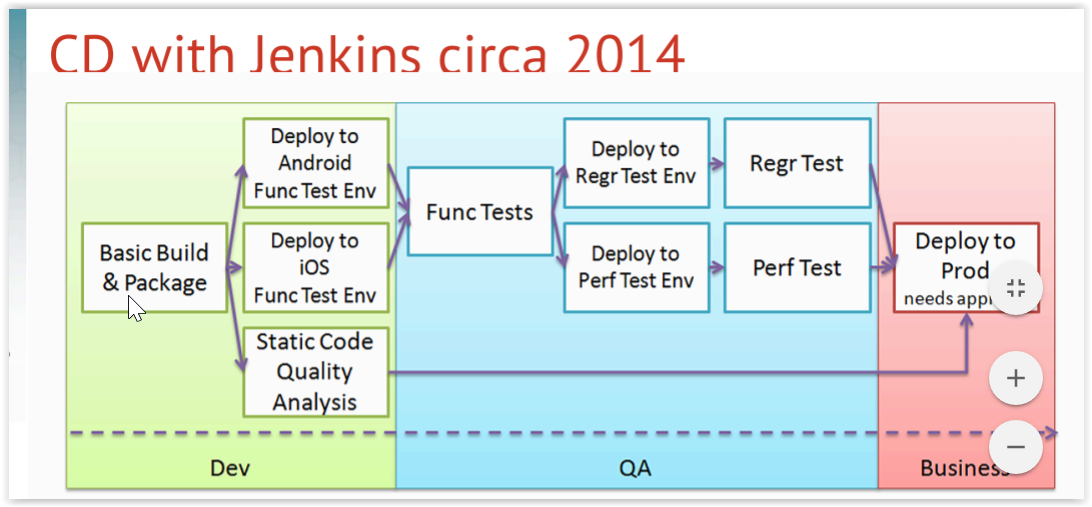 CD with Jenkins circa 2014
Basic Build
& Package
Deploy to
Android
Func Test Env
Deploy to
iOS
Func Test Env
Static Code
Quality
Analysis
Func Tests
Deploy to
Regr Test Env
Deploy to
Perf Test Env
Regr Test
Perf Test
Deploy to
Prod
needs
Dev
QA
Business